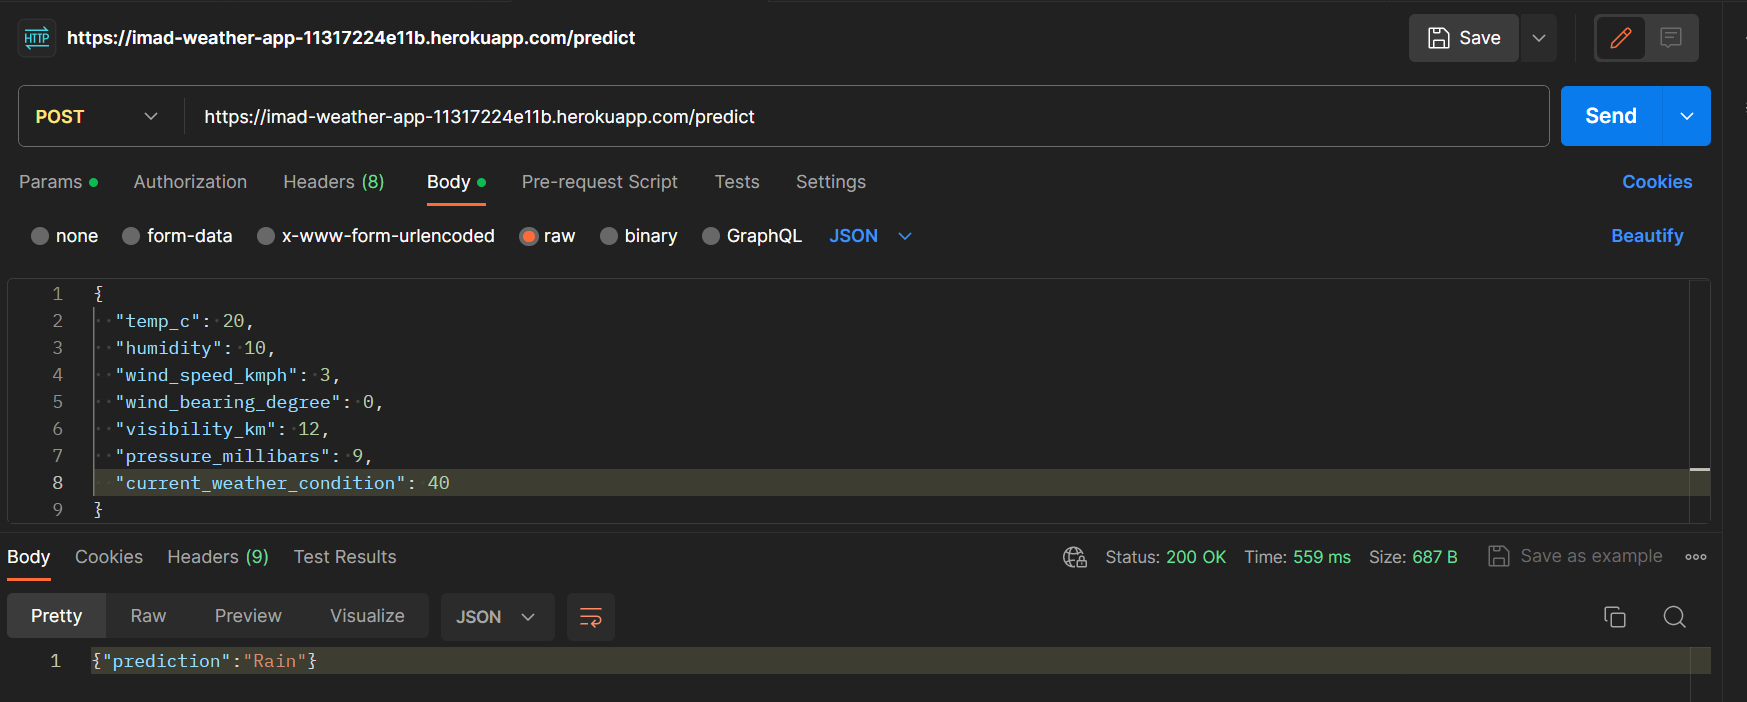 HTTP https://imad-weather-app-11317224e11b.herokuapp.com/predict Save
POST https://imad-weather-app-11317224e11b.herokuapp.com/predict Send
Params Authorization Headers (8) Body Pre-request Script Tests Settings Cookies
none form-data x-www-form-urlencoded raw binary GraphQL JSON Beautify
1 {
2 "temp_c": 20,
3 "humidity": 10,
4 "wind_speed_kmph": 3,
5 "wind_bearing_degree": 0,
6 "visibility_km": 12,
7 "pressure_millibars": 9,
8 "current_weather_condition": 40
9 }
Body Cookies Headers (9) Test Results Status: 200 OK Time: 559 ms Size: 687 B Save as example
Pretty Raw Preview Visualize JSON
1 {"prediction":"Rain"}